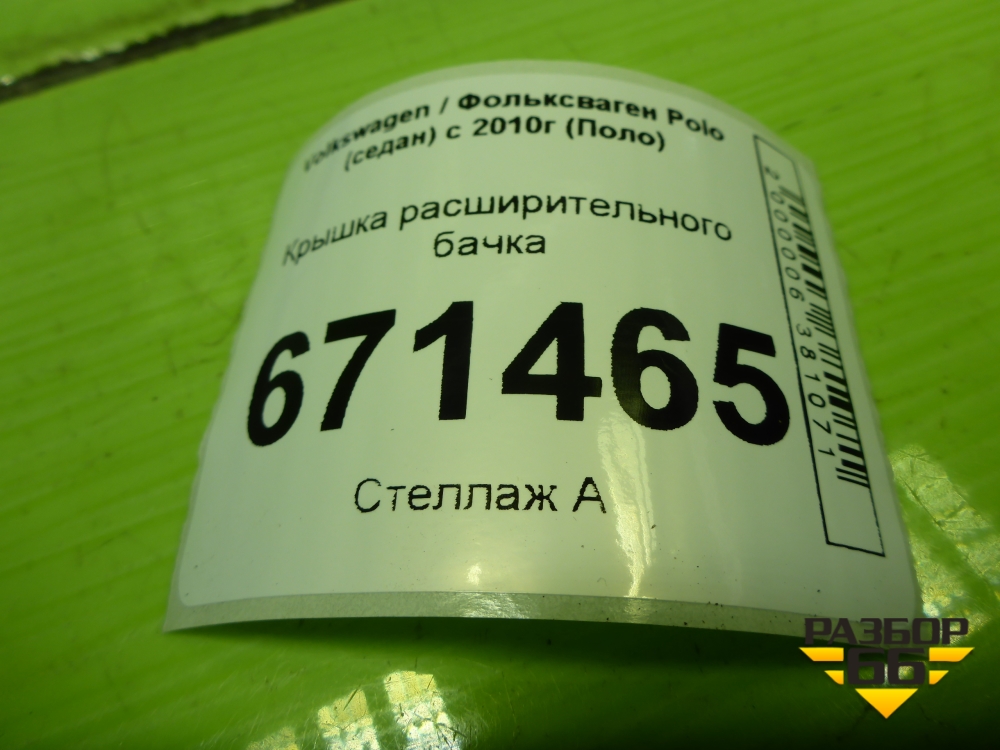 Volkswagen / Фольксваген Polo
(седан) с 2010г (Поло)
Крышка расширительного
бачка
671465
Стеллаж А
2000006381071
РАЗБОР
66